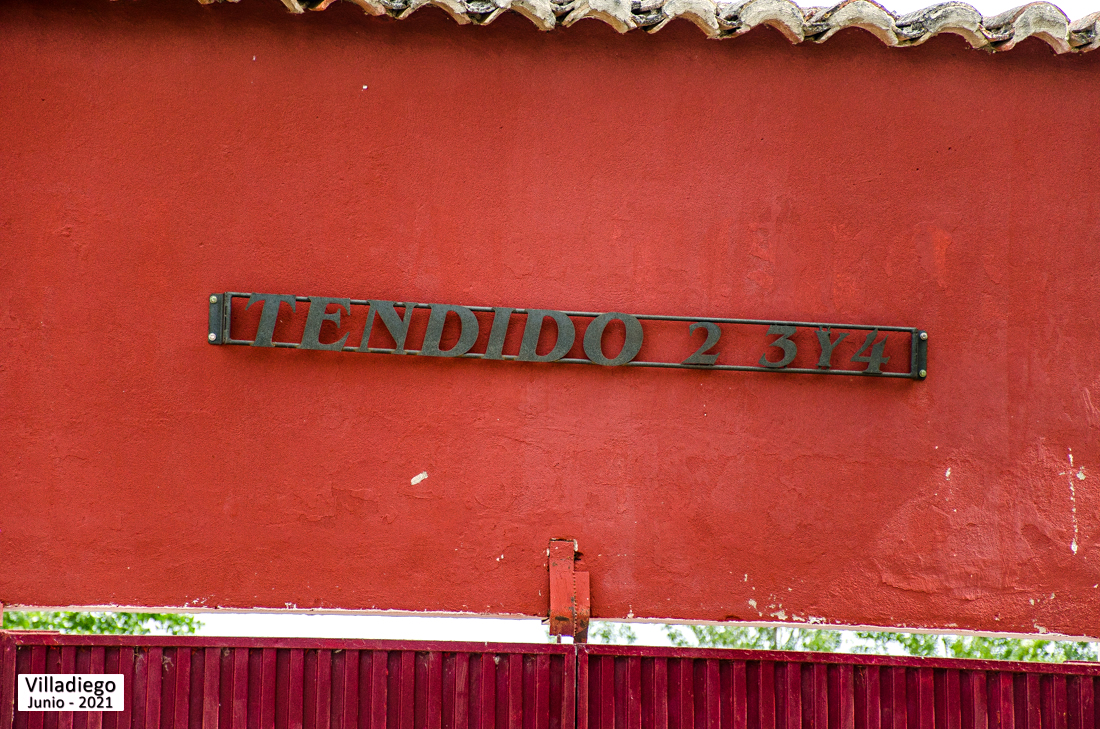 TENDIDO 2 3Y4
Villadiego
Junio - 2021